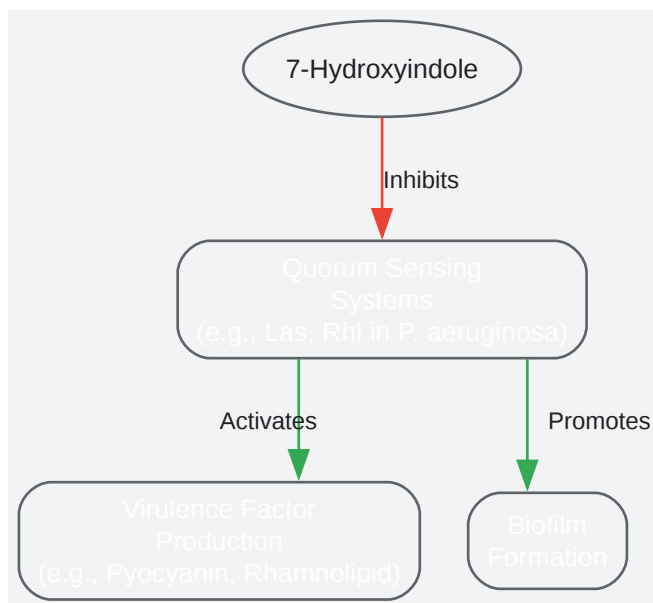 7-Hydroxyindole
Inhibits
Quorum Sensing
Systems
(e.g., Las, Rhl in P. aeruginosa)
Activates
Promotes
Virulence Factor
Production
(e.g., Pyocyanin, Rhamnolipid)
Biofilm
Formation